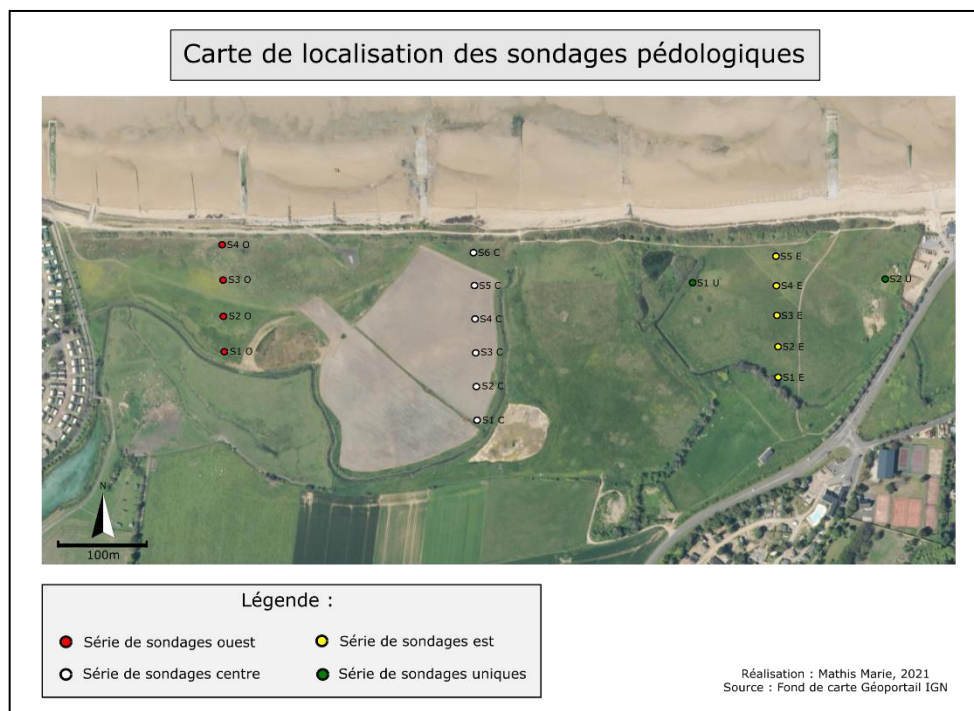 Carte de localisation des sondages pédologiques
S4 O
S6 C
S5 E
S3 O
S5 C
S1 U
S4 E
S2 U
S2 O
S4 C
S3 E
S1 O
S3 C
S2 E
S2 C
S1 E
S1 C
N
100m
Légende :
Série de sondages ouest
Série de sondages est
Série de sondages centre
Série de sondages uniques
Réalisation : Mathis Marie, 2021
Source : Fond de carte Géoportail IGN